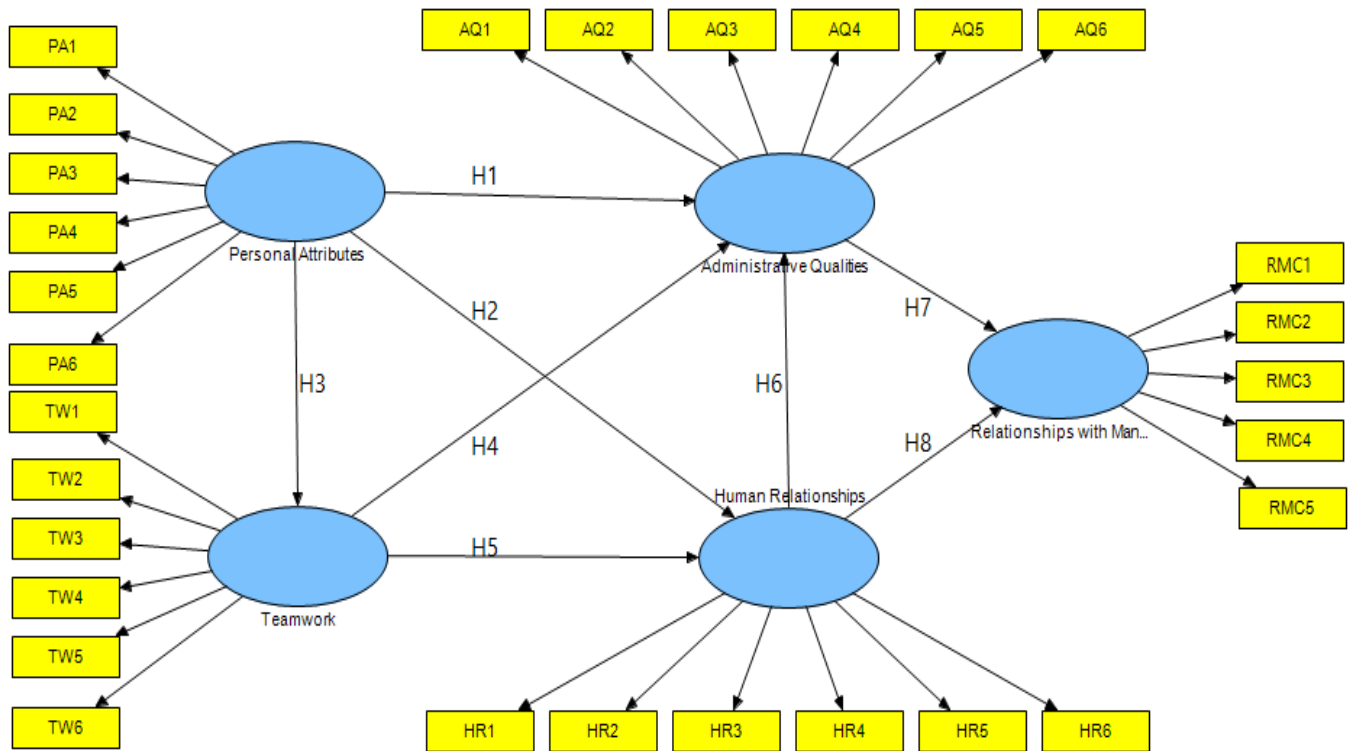 PA1
PA2
PA3
PA4
PA5
PA6
TW1
TW2
TW3
TW4
TW5
TW6
AQ1
AQ2
AQ3
AQ4
AQ5
AQ6
Personal Attributes
Administrative Qualities
Teamwork
Human Relationships
Relationships with Man...
H1
H2
H3
H4
H5
H6
H7
H8
RMC1
RMC2
RMC3
RMC4
RMC5
HR1
HR2
HR3
HR4
HR5
HR6